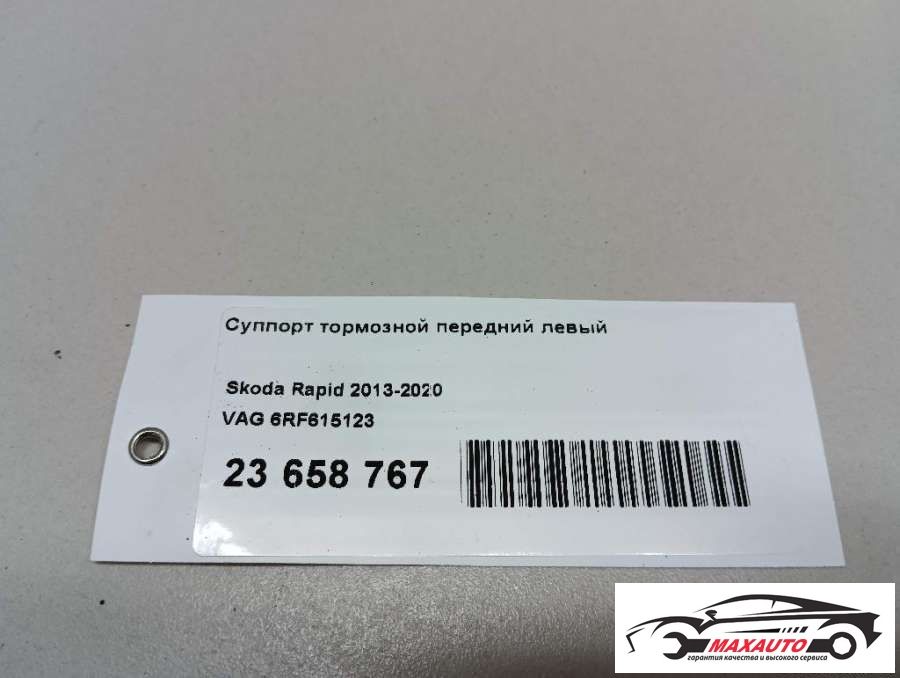 Суппорт тормозной передний левый
Skoda Rapid 2013-2020
VAG 6RF615123
23 658 767
MAXAUTO
гарантия качества и высокого сервиса